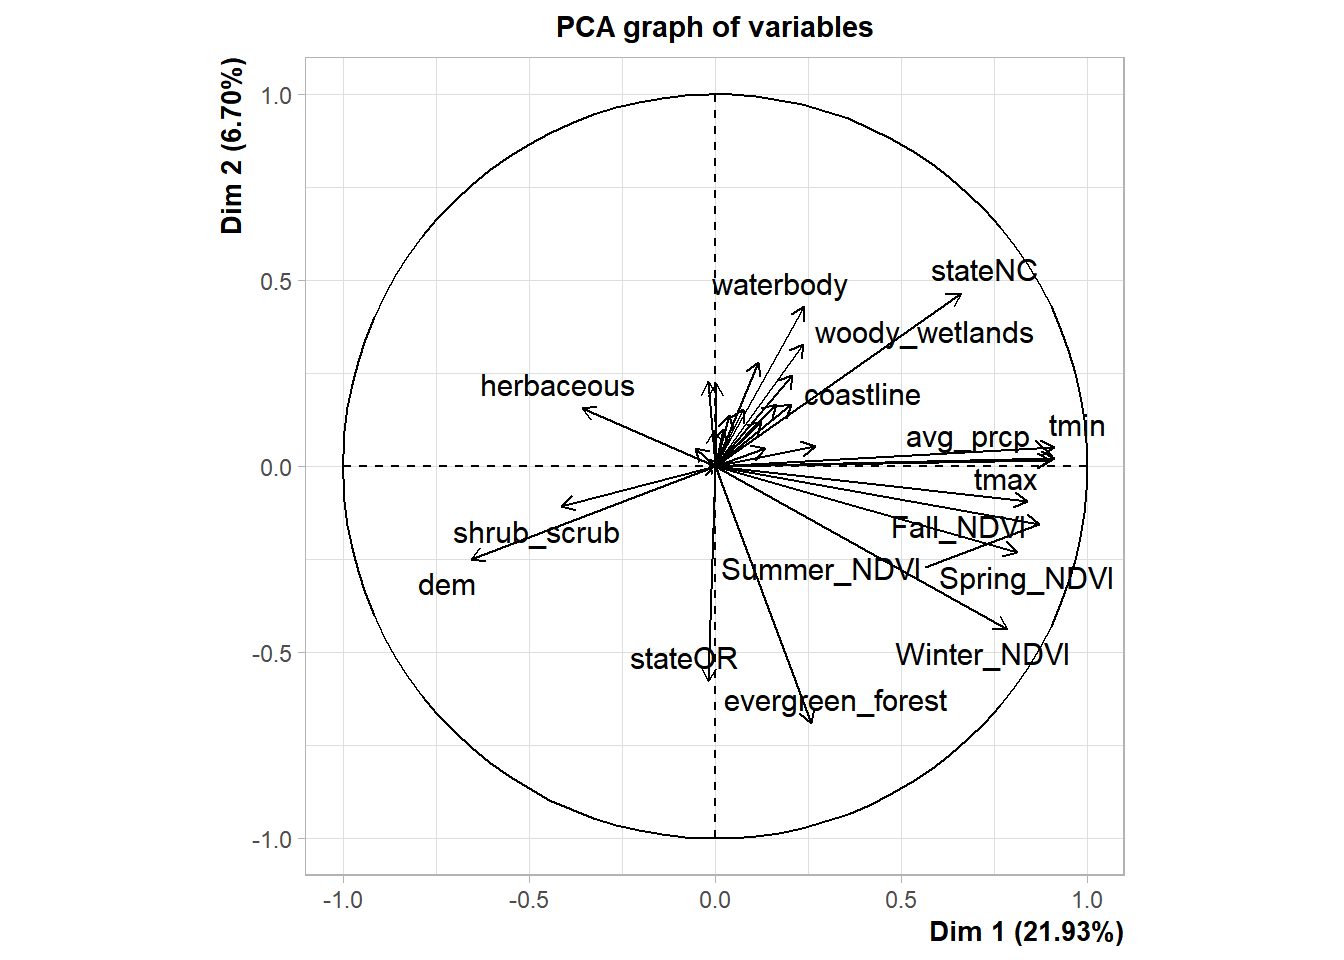 PCA graph of variables
Dim 2 (6.70%)
1.0
0.5
0.0
-0.5
-1.0
stateNC
waterbody
woody_wetlands
herbaceous
coastline
tmin
avg_prcp
tmax
Fall_NDVI
shrub_scrub
Summer_NDVI
Spring_NDVI
dem
stateOR
Winter_NDVI
evergreen_forest
-1.0
-0.5
0.0
0.5
1.0
Dim 1 (21.93%)